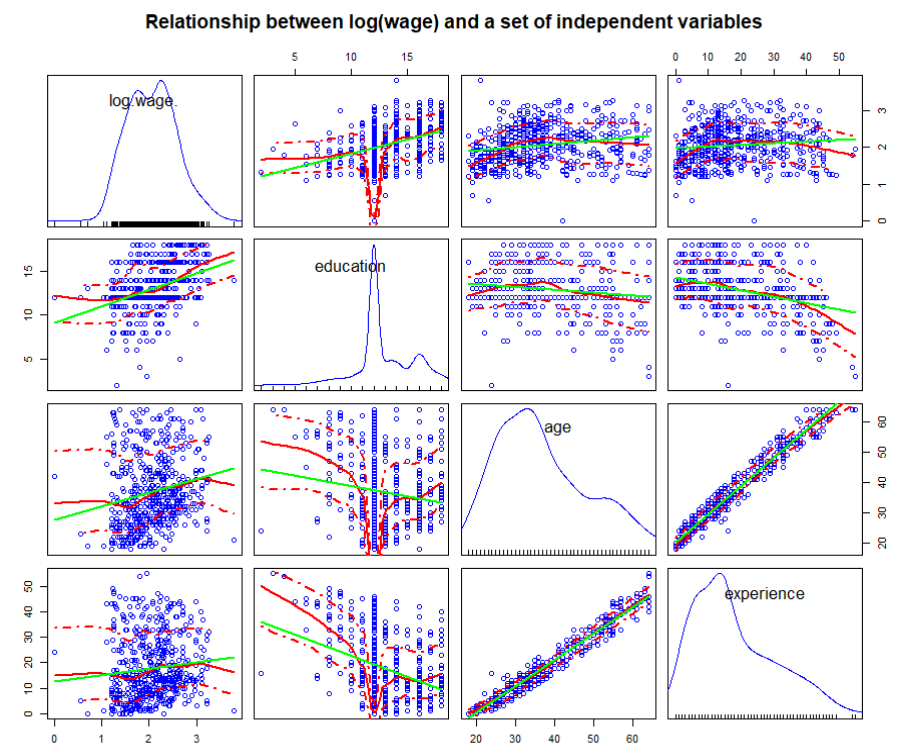 Relationship between log(wage) and a set of independent variables
5 10 15
0 10 20 30 40 50
log.wage.
0 1 2 3
5 10 15
education
age
20 30 40 50 60
0 10 20 30 40 50
experience
0 1 2 3
20 30 40 50 60